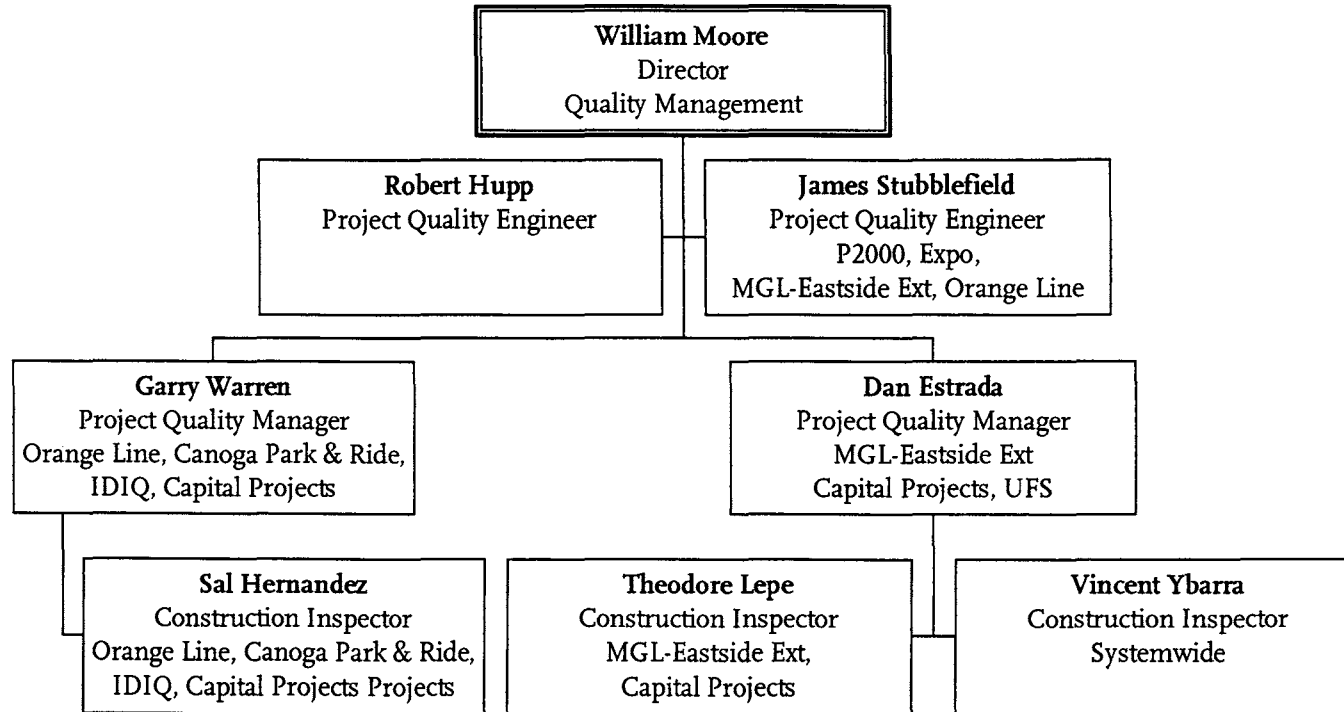 William Moore
Director
Quality Management
Robert Hupp
Project Quality Engineer
James Stubblefield
Project Quality Engineer
P2000, Expo,
MGL-Eastside Ext, Orange Line
Garry Warren
Project Quality Manager
Orange Line, Canoga Park & Ride,
IDIQ, Capital Projects
Dan Estrada
Project Quality Manager
MGL-Eastside Ext
Capital Projects, UFS
Sal Hernandez
Construction Inspector
Orange Line, Canoga Park & Ride,
IDIQ, Capital Projects Projects
Theodore Lepe
Construction Inspector
MGL-Eastside Ext,
Capital Projects
Vincent Ybarra
Construction Inspector
Systemwide